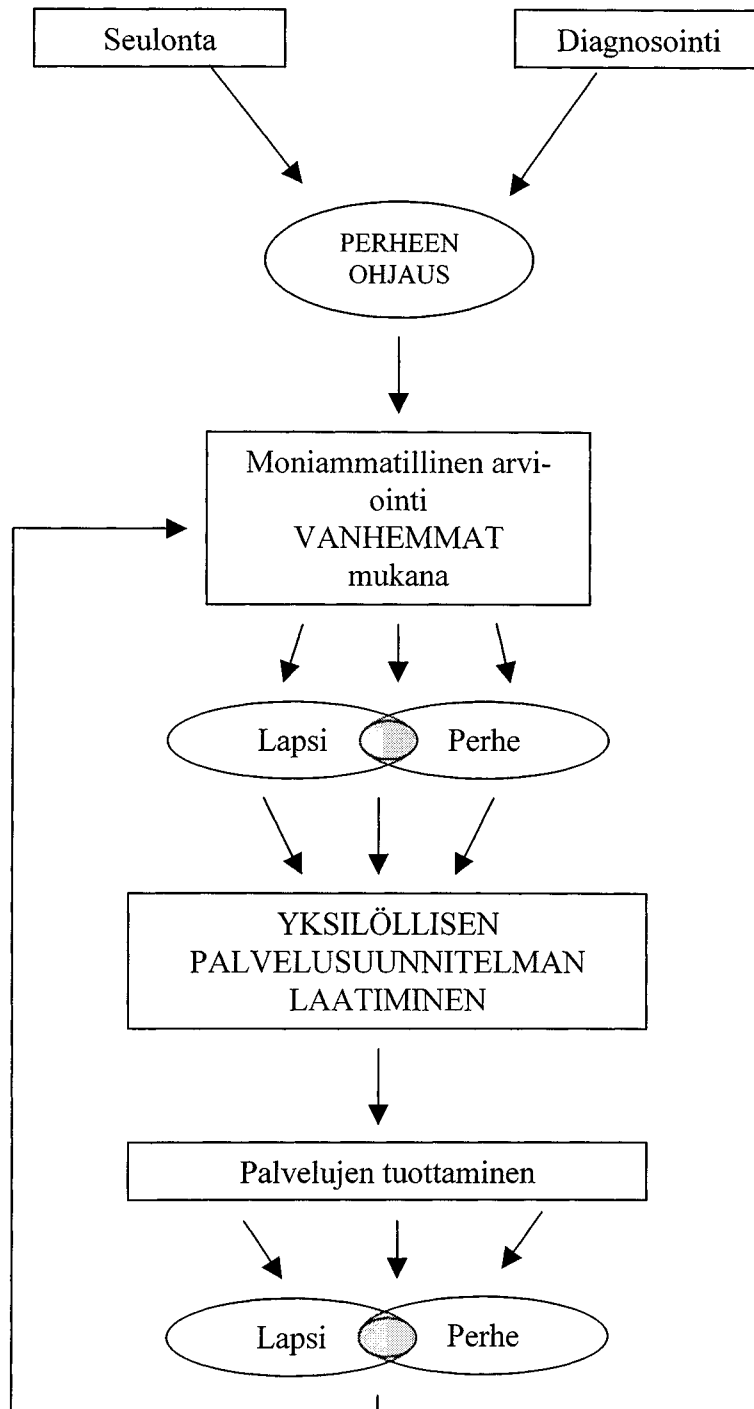 Seulonta
Diagnosointi
PERHEEN
OHJAUS
Moniammatillinen arvi-
ointi
VANHEMMAT
mukana
Lapsi
Perhe
YKSILÖLLISEN
PALVELUSUUNNITELMAN
LAATIMINEN
Palvelujen tuottaminen
Lapsi
Perhe